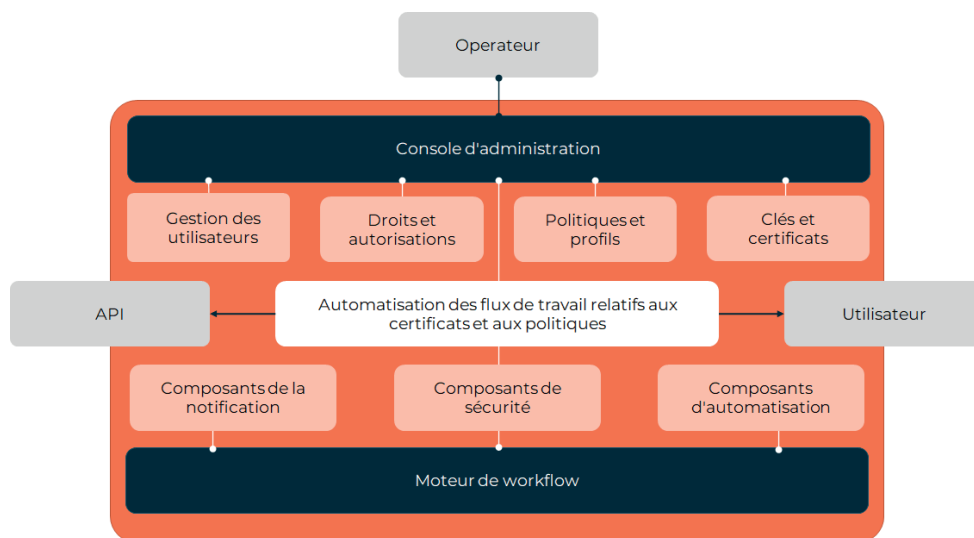 Operateur
Console d'administration
Gestion des
utilisateurs
Droits et
autorisations
Politiques et
profils
Clés et
certificats
API
Automatisation des flux de travail relatifs aux
certificats et aux politiques
Utilisateur
Composants de la
notification
Composants de
sécurité
Composants
d'automatisation
Moteur de workflow